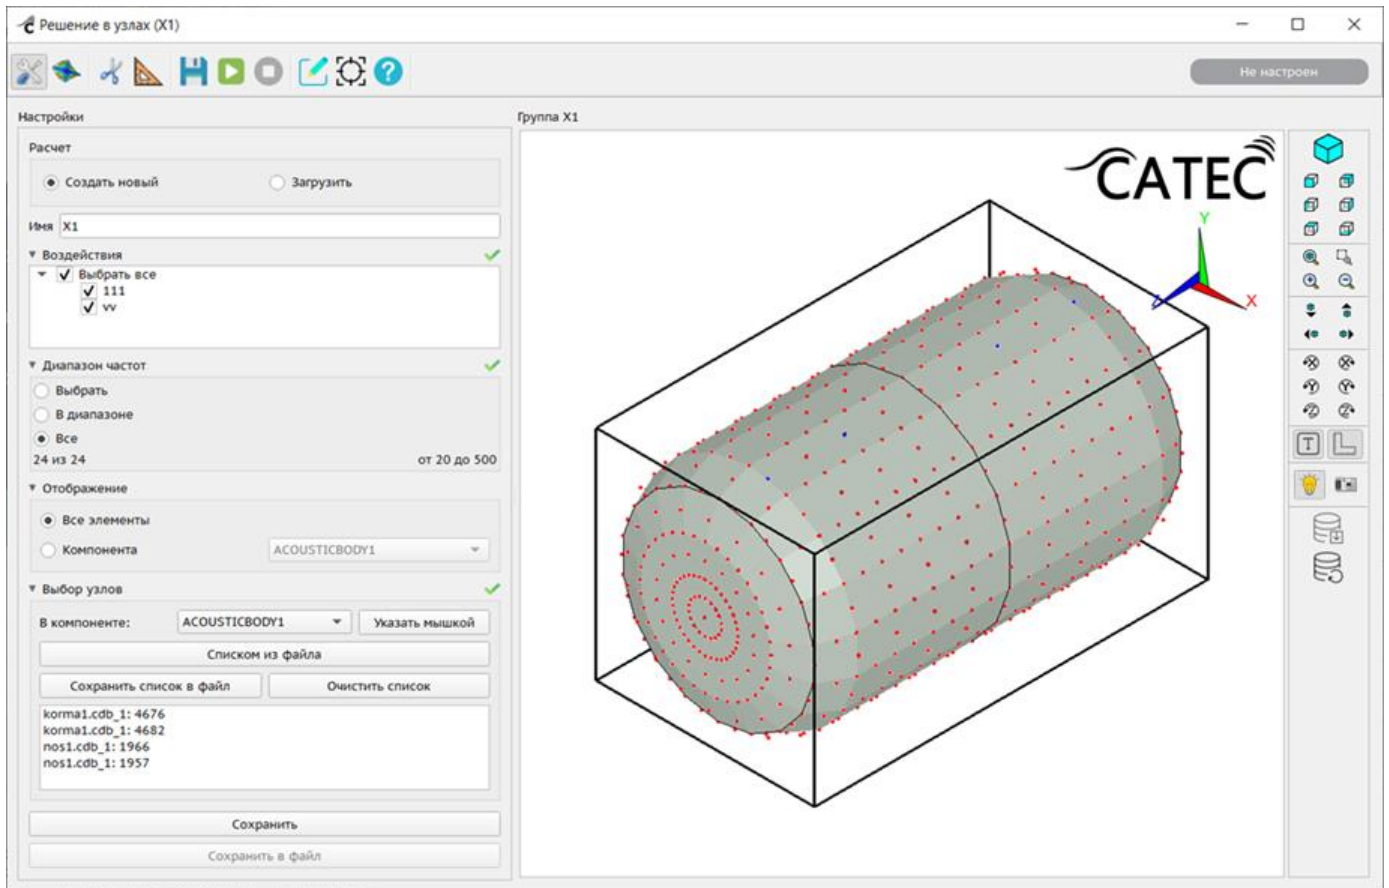 Решение в узлах (X1)
Не настроен
Настройки
Группа X1
Расчет
Создать новый
Загрузить
Имя X1
Воздействия
Выбрать все
111
vv
Диапазон частот
Выбрать
В диапазоне
Все
24 из 24
от 20 до 500
Отображение
Все элементы
Компонента
ACOUSTICBODY1
Выбор узлов
В компоненте:
ACOUSTICBODY1
Указать мышкой
Списком из файла
Сохранить список в файл
Очистить список
korma1.cdb_1: 4676
korma1.cdb_1: 4682
nos1.cdb_1: 1966
nos1.cdb_1: 1957
Сохранить
Сохранить в файл
CATEC
Y
Z
X
T